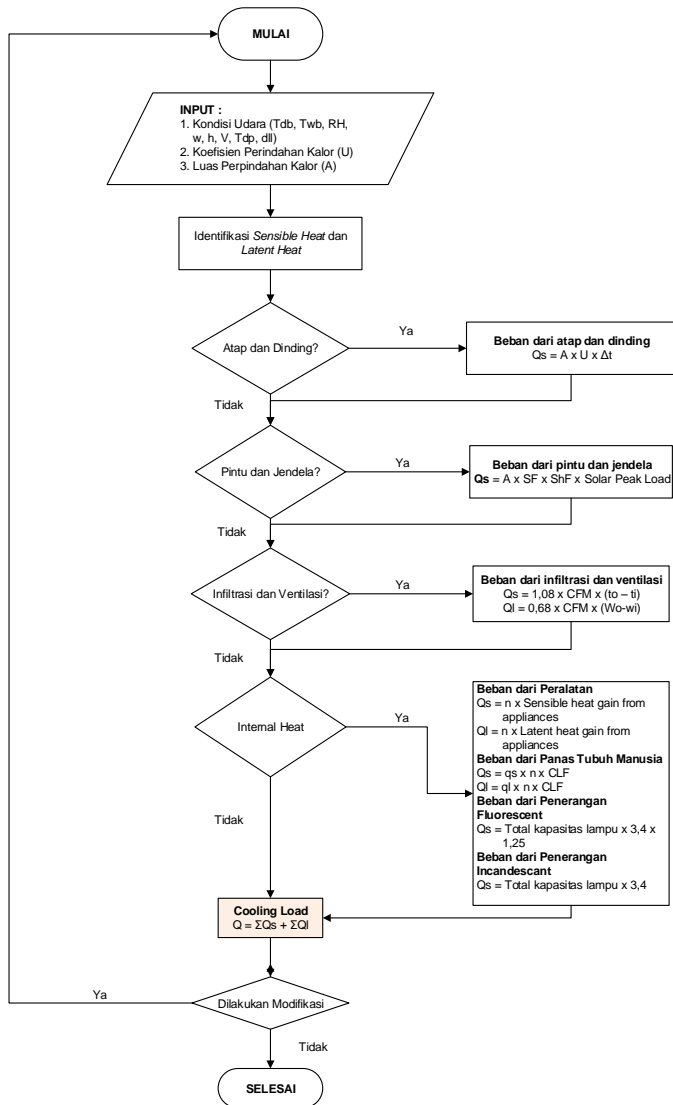 MULAI
INPUT :
1. Kondisi Udara (Tdb, Twb, RH,
w, h, V, Tdp, dll)
2. Koefisien Perindahan Kalor (U)
3. Luas Perpindahan Kalor (A)
Identifikasi Sensible Heat dan
Latent Heat
Atap dan Dinding?
Ya
Beban dari atap dan dinding
Qs = A x U x Δt
Tidak
Pintu dan Jendela?
Ya
Beban dari pintu dan jendela
Qs = A x SF x ShF x Solar Peak Load
Tidak
Infiltrasi dan Ventilasi?
Ya
Beban dari infiltrasi dan ventilasi
Qs = 1,08 x CFM x (to – ti)
Ql = 0,68 x CFM x (Wo-wi)
Tidak
Internal Heat
Ya
Beban dari Peralatan
Qs = n x Sensible heat gain from
appliances
Ql = n x Latent heat gain from
appliances
Beban dari Panas Tubuh Manusia
Qs = qs x n x CLF
Ql = ql x n x CLF
Beban dari Penerangan
Fluorescent
Qs = Total kapasitas lampu x 3,4 x
1,25
Beban dari Penerangan
Incandescant
Qs = Total kapasitas lampu x 3,4
Tidak
Cooling Load
Q = ΣQs + ΣQl
Dilakukan Modifikasi
Ya
Tidak
SELESAI